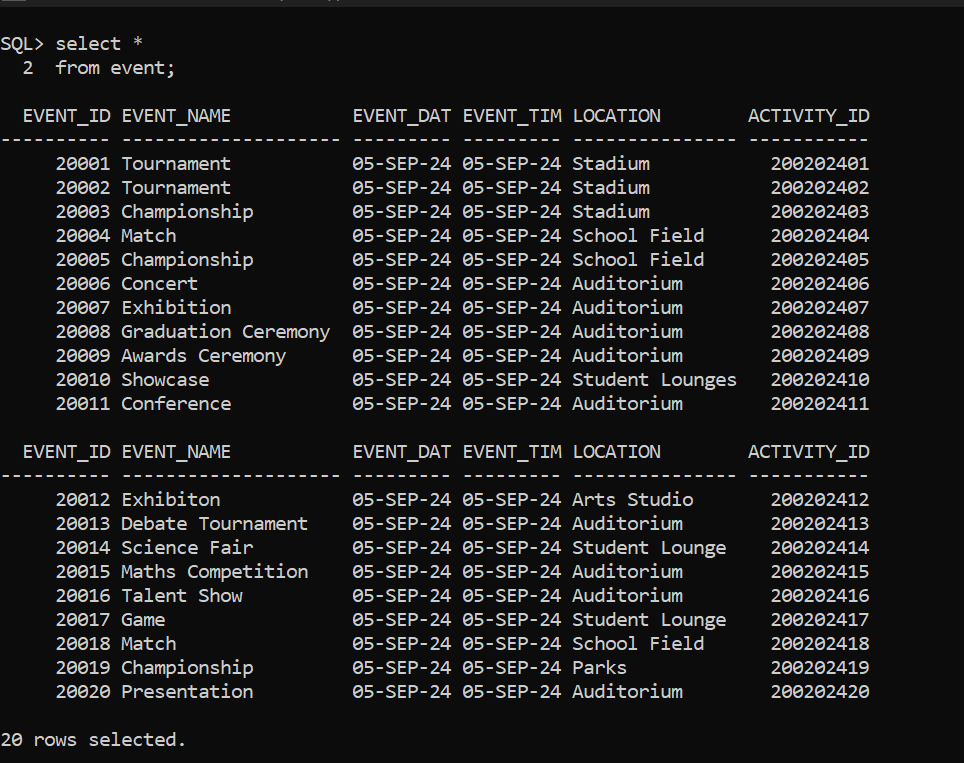 SQL> select *
  2  from event;

  EVENT_ID EVENT_NAME           EVENT_DAT EVENT_TIM LOCATION        ACTIVITY_ID
---------- -------------------- --------- --------- --------------- -----------
     20001 Tournament           05-SEP-24 05-SEP-24 Stadium           200202401
     20002 Tournament           05-SEP-24 05-SEP-24 Stadium           200202402
     20003 Championship         05-SEP-24 05-SEP-24 Stadium           200202403
     20004 Match                05-SEP-24 05-SEP-24 School Field      200202404
     20005 Championship         05-SEP-24 05-SEP-24 School Field      200202405
     20006 Concert              05-SEP-24 05-SEP-24 Auditorium        200202406
     20007 Exhibition           05-SEP-24 05-SEP-24 Auditorium        200202407
     20008 Graduation Ceremony  05-SEP-24 05-SEP-24 Auditorium        200202408
     20009 Awards Ceremony      05-SEP-24 05-SEP-24 Auditorium        200202409
     20010 Showcase             05-SEP-24 05-SEP-24 Student Lounges   200202410
     20011 Conference           05-SEP-24 05-SEP-24 Auditorium        200202411

  EVENT_ID EVENT_NAME           EVENT_DAT EVENT_TIM LOCATION        ACTIVITY_ID
---------- -------------------- --------- --------- --------------- -----------
     20012 Exhibiton            05-SEP-24 05-SEP-24 Arts Studio       200202412
     20013 Debate Tournament    05-SEP-24 05-SEP-24 Auditorium        200202413
     20014 Science Fair         05-SEP-24 05-SEP-24 Student Lounge    200202414
     20015 Maths Competition    05-SEP-24 05-SEP-24 Auditorium        200202415
     20016 Talent Show          05-SEP-24 05-SEP-24 Auditorium        200202416
     20017 Game                 05-SEP-24 05-SEP-24 Student Lounge    200202417
     20018 Match                05-SEP-24 05-SEP-24 School Field      200202418
     20019 Championship         05-SEP-24 05-SEP-24 Parks             200202419
     20020 Presentation         05-SEP-24 05-SEP-24 Auditorium        200202420

20 rows selected.